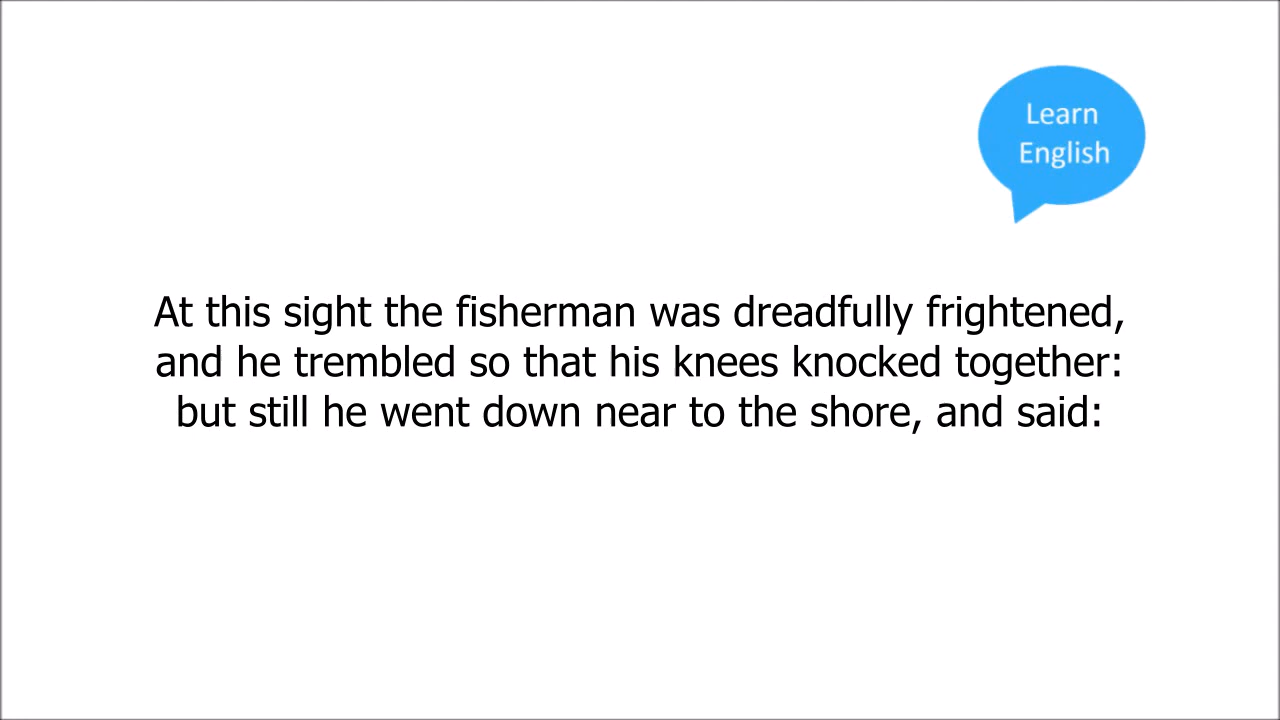 Learn
English
At this sight the fisherman was dreadfully frightened,
and he trembled so that his knees knocked together:
but still he went down near to the shore, and said: